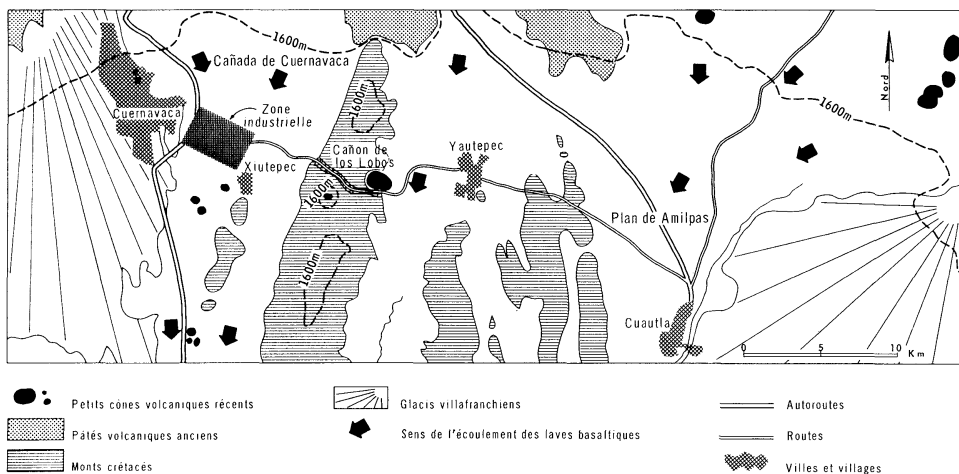 1600m
Cañada de Cuernavaca
1600m
Nord
Cuernavaca
Zone
industrielle
1600m
Cañon de
los Lobos
Yautepec
Xiutepec
1600m
Plan de Amilpas
1600m
Cuautla
0 5 10
Km
Petits cônes volcaniques récents
Pâtés volcaniques anciens
Monts crétacés
Glacis villafranchiens
Sens de l'écoulement des laves basaltiques
Autoroutes
Routes
Villes et villages